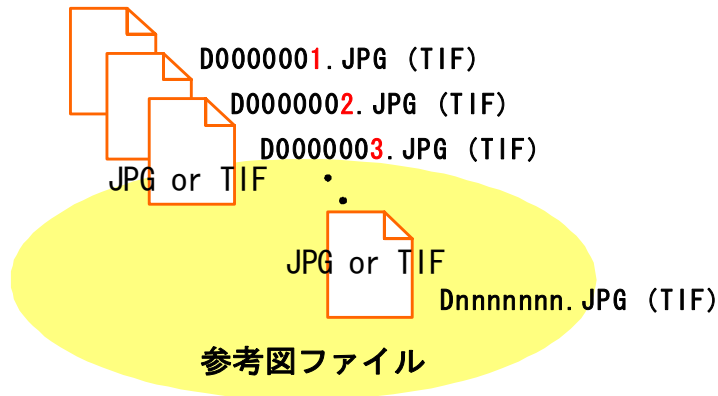 D0000001.JPG (TIF)
D0000002.JPG (TIF)
D0000003.JPG (TIF)
JPG or TIF
JPG or TIF
Dnnnnnnn.JPG (TIF)
参考図ファイル